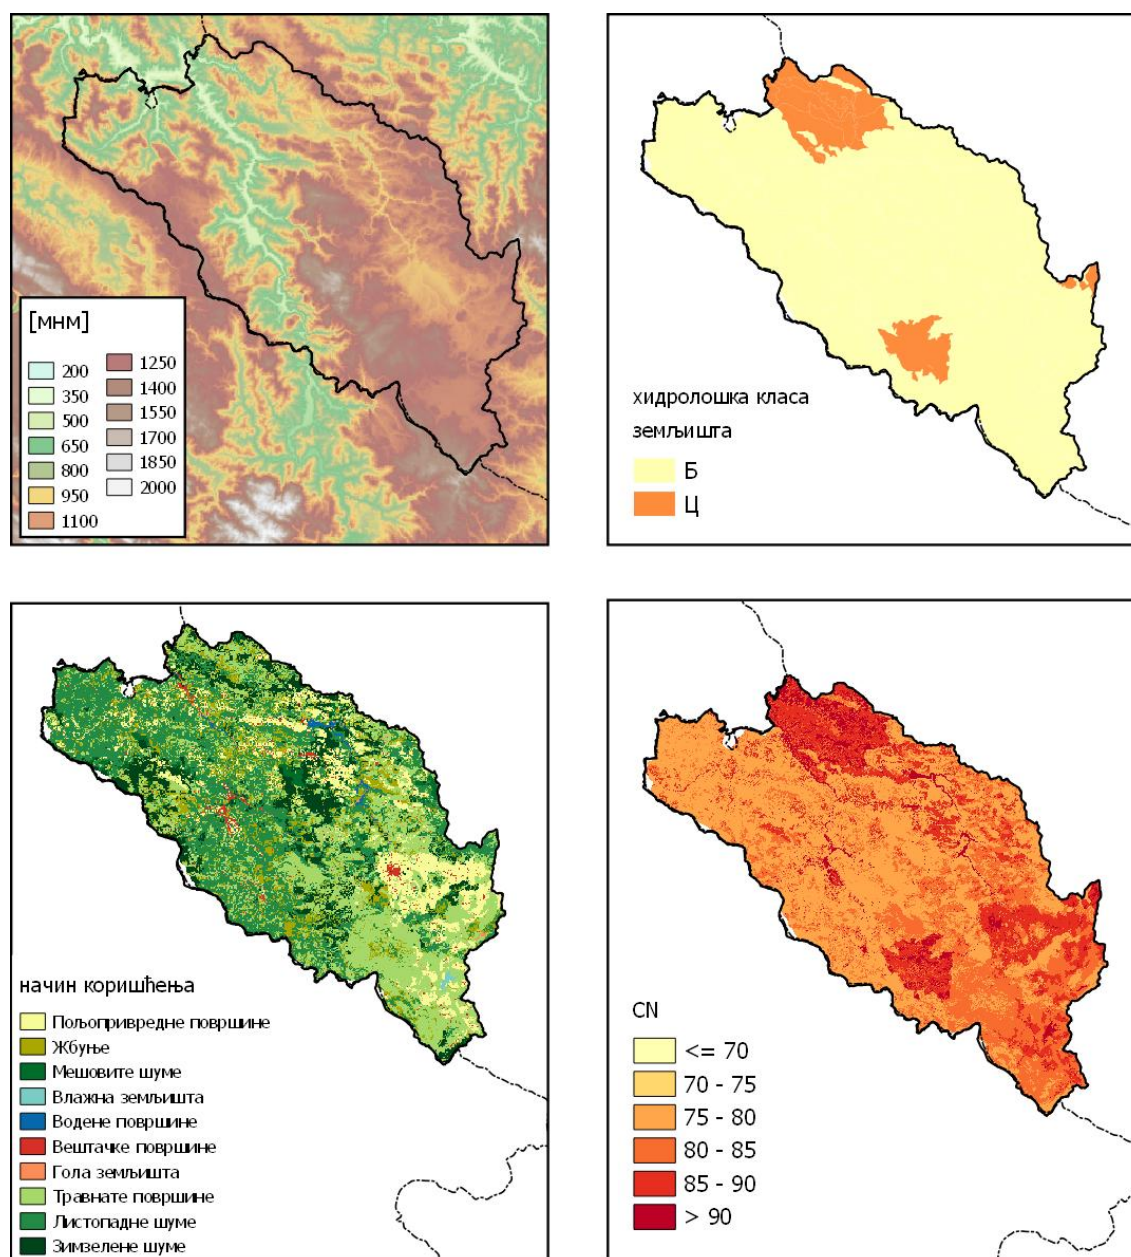 [мнм]
200
350
500
650
800
950
1100
1250
1400
1550
1700
1850
2000
хидролошка класа
земљишта
Б
Ц
начин коришћења
Пољопривредне површине
Жбуње
Мешовите шуме
Влажна земљишта
Водене површине
Вештачке површине
Гола земљишта
Травнате површине
Листопадне шуме
Зимзелене шуме
CN
<= 70
70 - 75
75 - 80
80 - 85
85 - 90
> 90